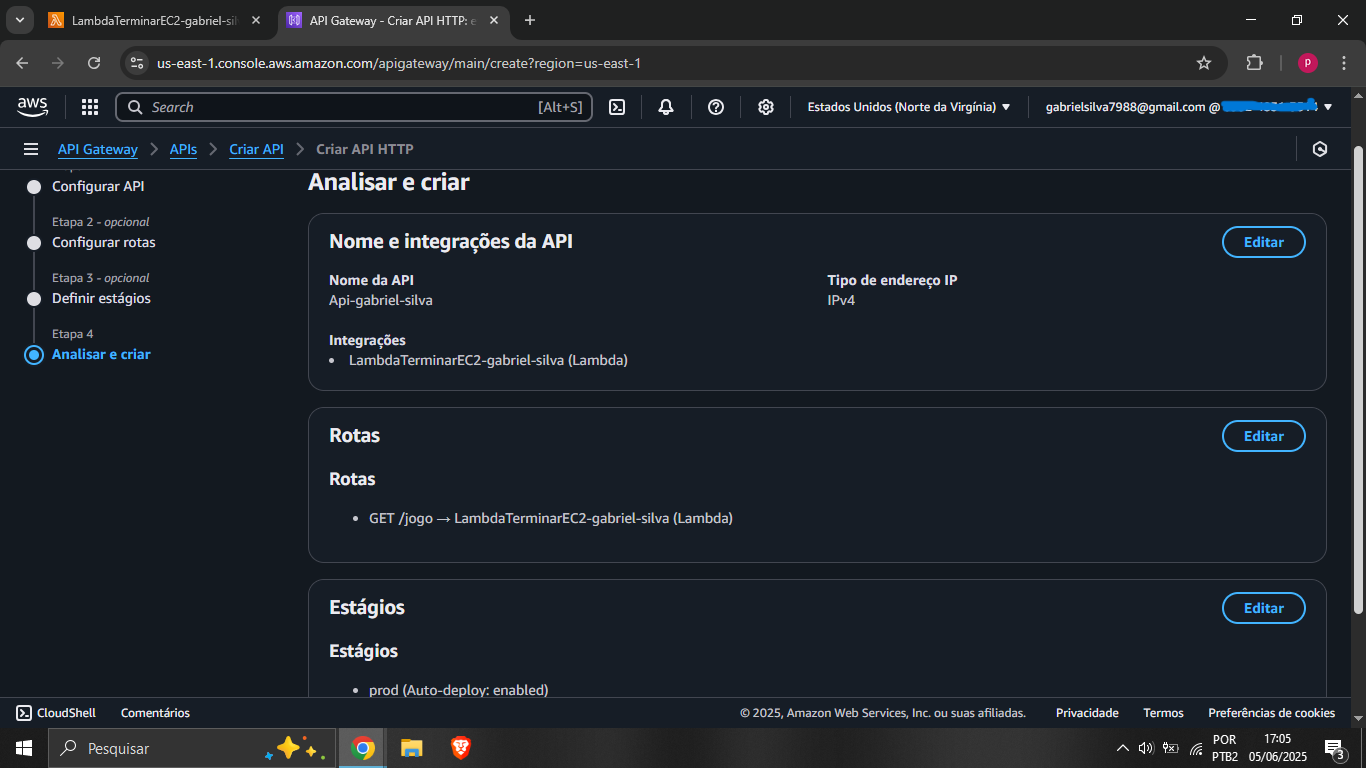 LambdaTerminarEC2-gabriel-sil
API Gateway - Criar API HTTP: e
us-east-1.console.aws.amazon.com/apigateway/main/create?region=us-east-1
P
aws
Search
[Alt+S]
Estados Unidos (Norte da Virgínia)
gabrielsilva7988@gmail.com @
API Gateway
APIs
Criar API
Criar API HTTP
Configurar API
Etapa 2 - opcional
Configurar rotas
Etapa 3 - opcional
Definir estágios
Etapa 4
Analisar e criar
Analisar e criar
Nome e integrações da API
Editar
Nome da API
Api-gabriel-silva
Tipo de endereço IP
IPv4
Integrações
• LambdaTerminarEC2-gabriel-silva (Lambda)
Rotas
Editar
Rotas
• GET /jogo → LambdaTerminarEC2-gabriel-silva (Lambda)
Estágios
Editar
Estágios
• prod (Auto-deploy: enabled)
CloudShell
Comentários
© 2025, Amazon Web Services, Inc. ou suas afiliadas.
Privacidade
Termos
Preferências de cookies
Pesquisar
POR
PTB2
17:05
05/06/2025
3